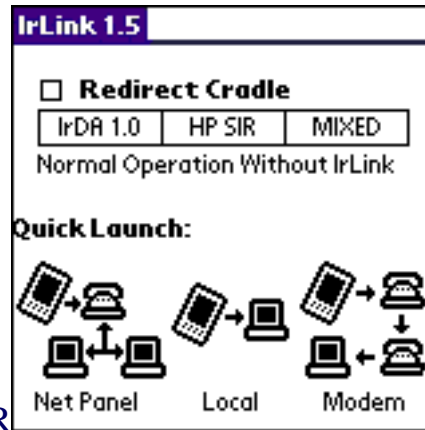 IrLink 1.5
Redirect Cradle
IrDA 1.0 HP SIR MIXED
Normal Operation Without IrLink
Quick Launch:
Net Panel Local Modem
R